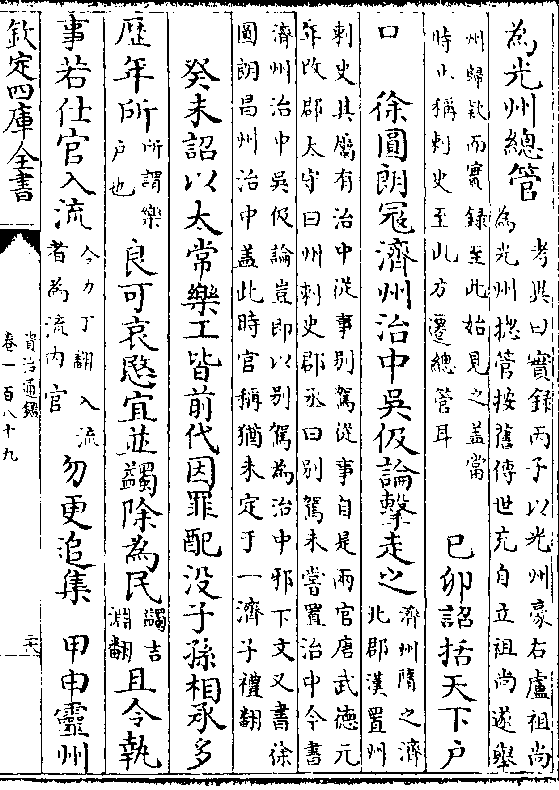 為光州總管考異曰實錄丙子以光州豪右盧祖尚為光州揔管按舊傳世充自立祖尚遂舉
州歸欵而實録至此始見之盖當時止稱刺史至此方遷總管耳　己卯詔括天下戶
口　徐圓朗冦濟州治中吳伋論擊走之濟州隋之濟北郡漢置州
刺史其屬有治中從事别駕從事自是兩官唐武德元年改郡太守曰州刺史郡丞曰别駕未嘗置治中今書
濟州治中吳伋論豈即以别駕為治中邪下文又書徐圓朗昌州治中盖此時官稱猶未定于一濟子禮翻
癸未詔以太常樂工皆前代因罪配没子孫相承多
歴年所所謂樂戶也良可哀愍宜並蠲除為民蠲吉淵翻且令執
事若仕官入流今力丁翻入流者為流内官勿更追集　甲申靈州
欽定四庫全書
資治通鑑
卷一百八十九